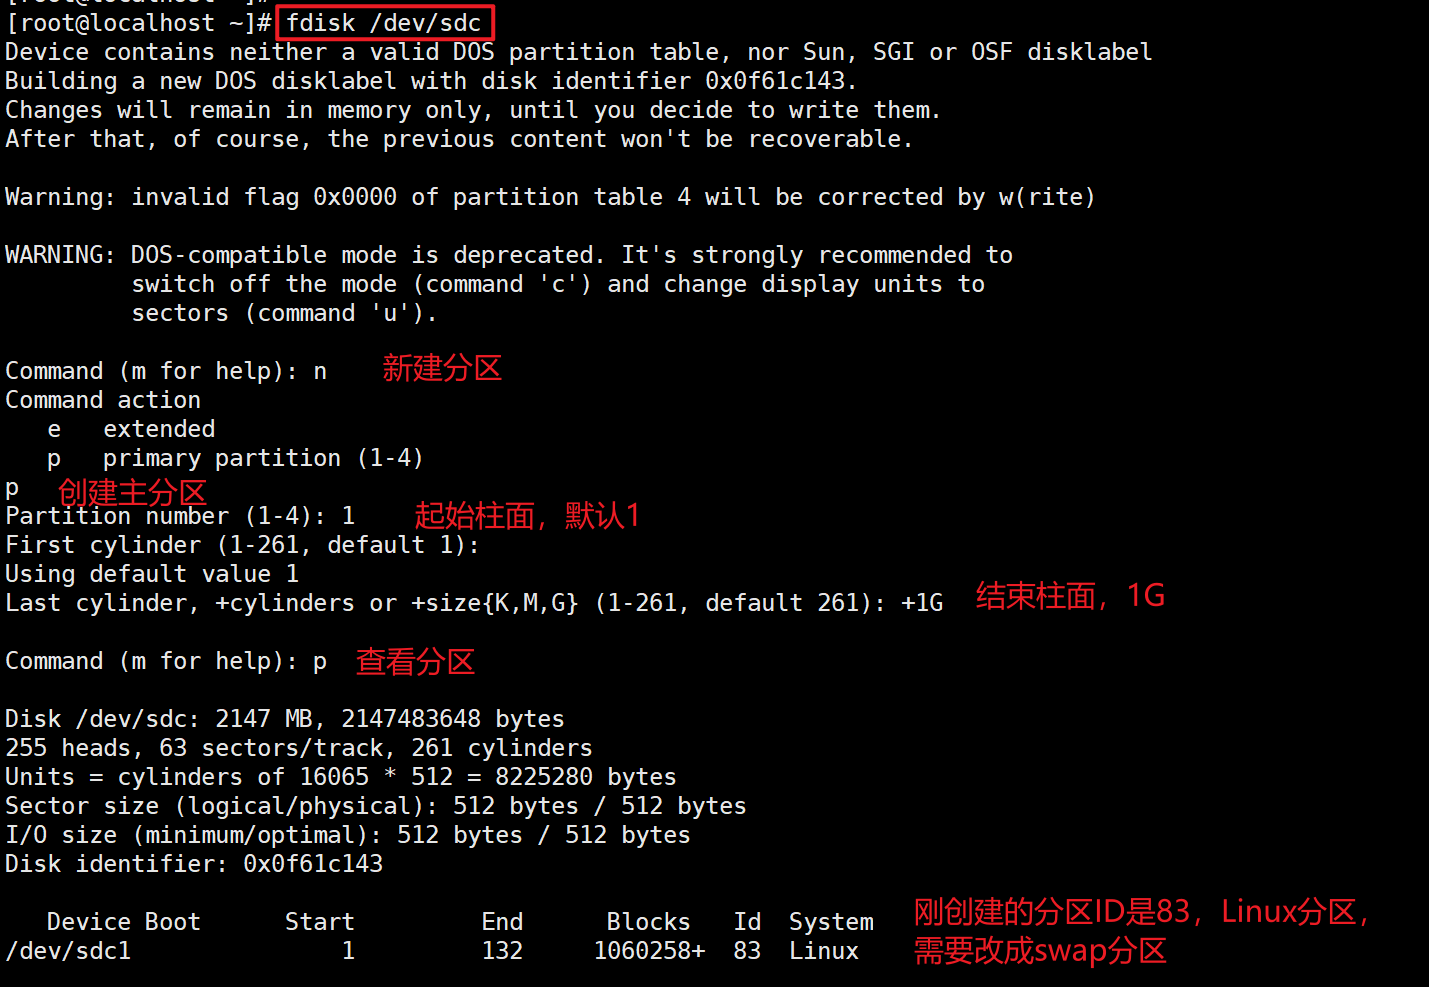 [root@localhost ~]#
[root@localhost ~]# fdisk /dev/sdc
Device contains neither a valid DOS partition table, nor Sun, SGI or OSF disklabel
Building a new DOS disklabel with disk identifier 0x0f61c143.
Changes will remain in memory only, until you decide to write them.
After that, of course, the previous content won't be recoverable.
Warning: invalid flag 0x0000 of partition table 4 will be corrected by w(rite)
WARNING: DOS-compatible mode is deprecated. It's strongly recommended to
switch off the mode (command 'c') and change display units to
sectors (command 'u').
Command (m for help): n 新建分区
Command action
e extended
p primary partition (1-4)
p 创建主分区
Partition number (1-4): 1 起始柱面，默认1
First cylinder (1-261, default 1):
Using default value 1
Last cylinder, +cylinders or +size{K,M,G} (1-261, default 261): +1G 结束柱面，1G
Command (m for help): p 查看分区
Disk /dev/sdc: 2147 MB, 2147483648 bytes
255 heads, 63 sectors/track, 261 cylinders
Units = cylinders of 16065 * 512 = 8225280 bytes
Sector size (logical/physical): 512 bytes / 512 bytes
I/O size (minimum/optimal): 512 bytes / 512 bytes
Disk identifier: 0x0f61c143
Device Boot Start End Blocks Id System 刚创建的分区ID是83，Linux分区，
/dev/sdc1 1 132 1060258+ 83 Linux 需要改成swap分区